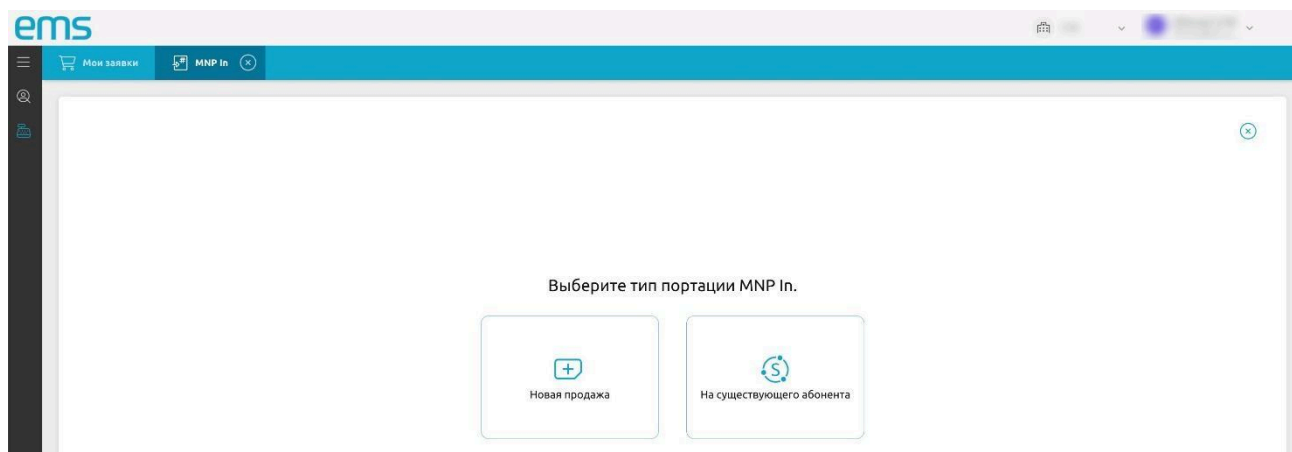 ems
Мои заявки
MNP In
Выберите тип портации MNP In.
Новая продажа
На существующего абонента